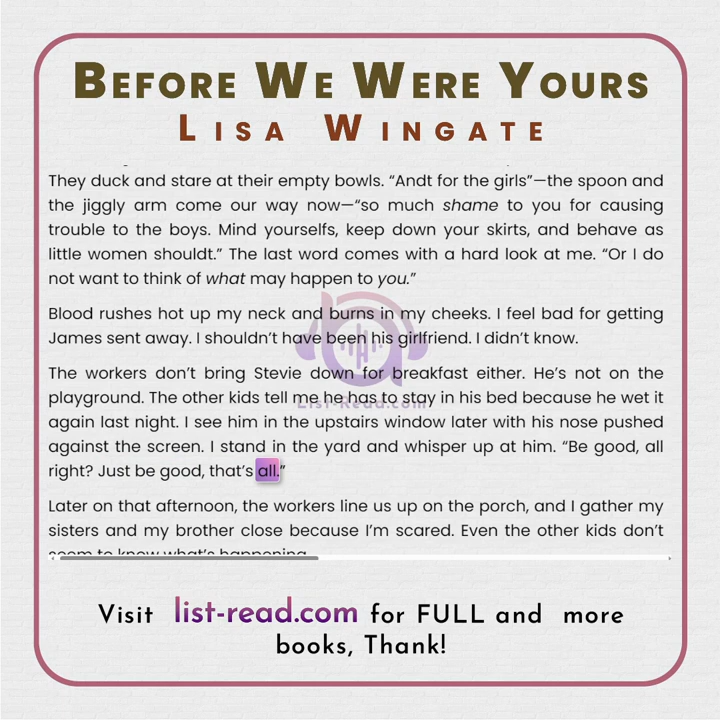 BEFORE WE WERE YOURS
LISA WINGATE
They duck and stare at their empty bowls. “Andt for the girls”—the spoon and
the jiggly arm come our way now—“so much shame to you for causing
trouble to the boys. Mind yourselfs, keep down your skirts, and behave as
little women shouldt.” The last word comes with a hard look at me. “Or I do
not want to think of what may happen to you.”
Blood rushes hot up my neck and burns in my cheeks. I feel bad for getting
James sent away. I shouldn’t have been his girlfriend. I didn’t know.
The workers don’t bring Stevie down for breakfast either. He’s not on the
playground. The other kids tell me he has to stay in his bed because he wet it
List-Read.com
again last night. I see him in the upstairs window later with his nose pushed
against the screen. I stand in the yard and whisper up at him. “Be good, all
right? Just be good, that’s all.”
Later on that afternoon, the workers line us up on the porch, and I gather my
sisters and my brother close because I’m scared. Even the other kids don’t
seem to know what’s happening.
Visit list-read.com for FULL and more
books, Thank!